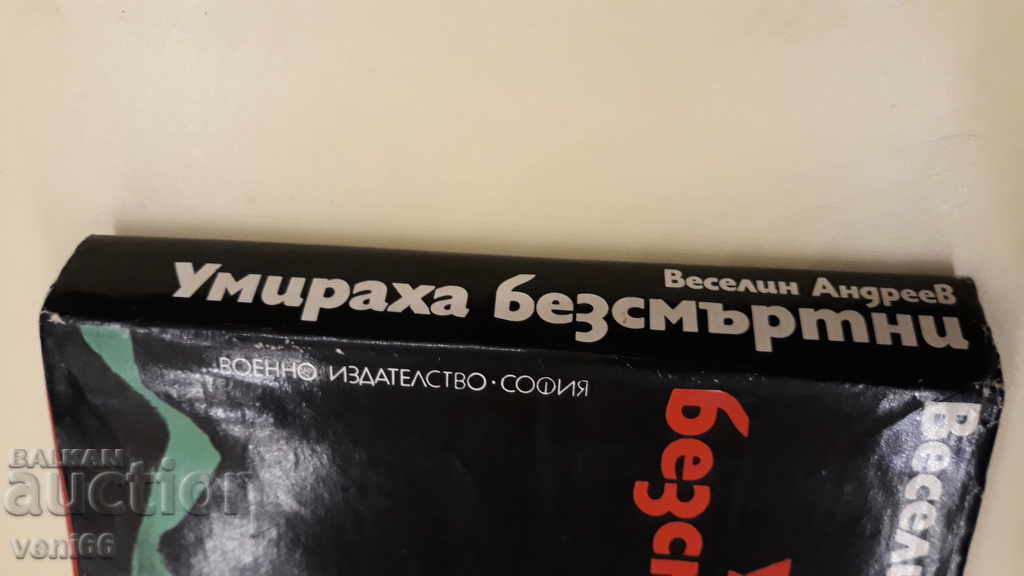 Веселин Андреев
Умираха безсмъртни
ВОЕННО ИЗДАТЕЛСТВО · СОФИЯ
BALKAN
auction
veni66